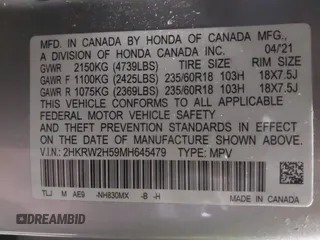 MFD. IN CANADA BY HONDA OF CANADA MFG.,
A DIVISION OF HONDA CANADA INC. 04/21
GVWR 2150KG (4739LBS) TIRE SIZE RIM SIZE
GAWR F 1100KG (2425LBS) 235/60R18 103H 18X7.5J
GAWR R 1075KG (2369LBS) 235/60R18 103H 18X7.5J
THIS VEHICLE CONFORMS TO ALL APPLICABLE
FEDERAL MOTOR VEHICLE SAFETY
STANDARDS IN EFFECT
ON THE DATE OF MANUFACTURE SHOWN ABOVE.
V.I.N.: 2HKRW2H59MH645479 TYPE: MPV
TLJ M AE9 -NH830MX -B -H
MADE IN CANADA
© DREAMBID